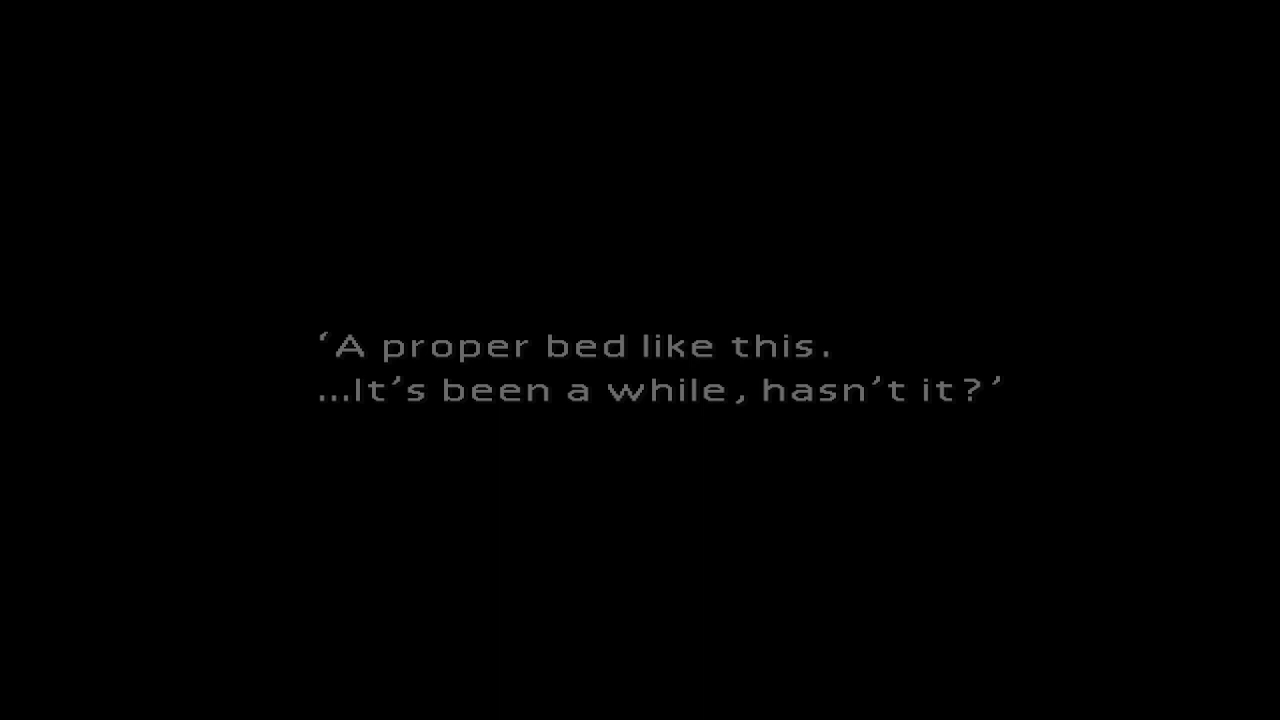 ‘A proper bed like this.
...It’s been a while, hasn’t it?’